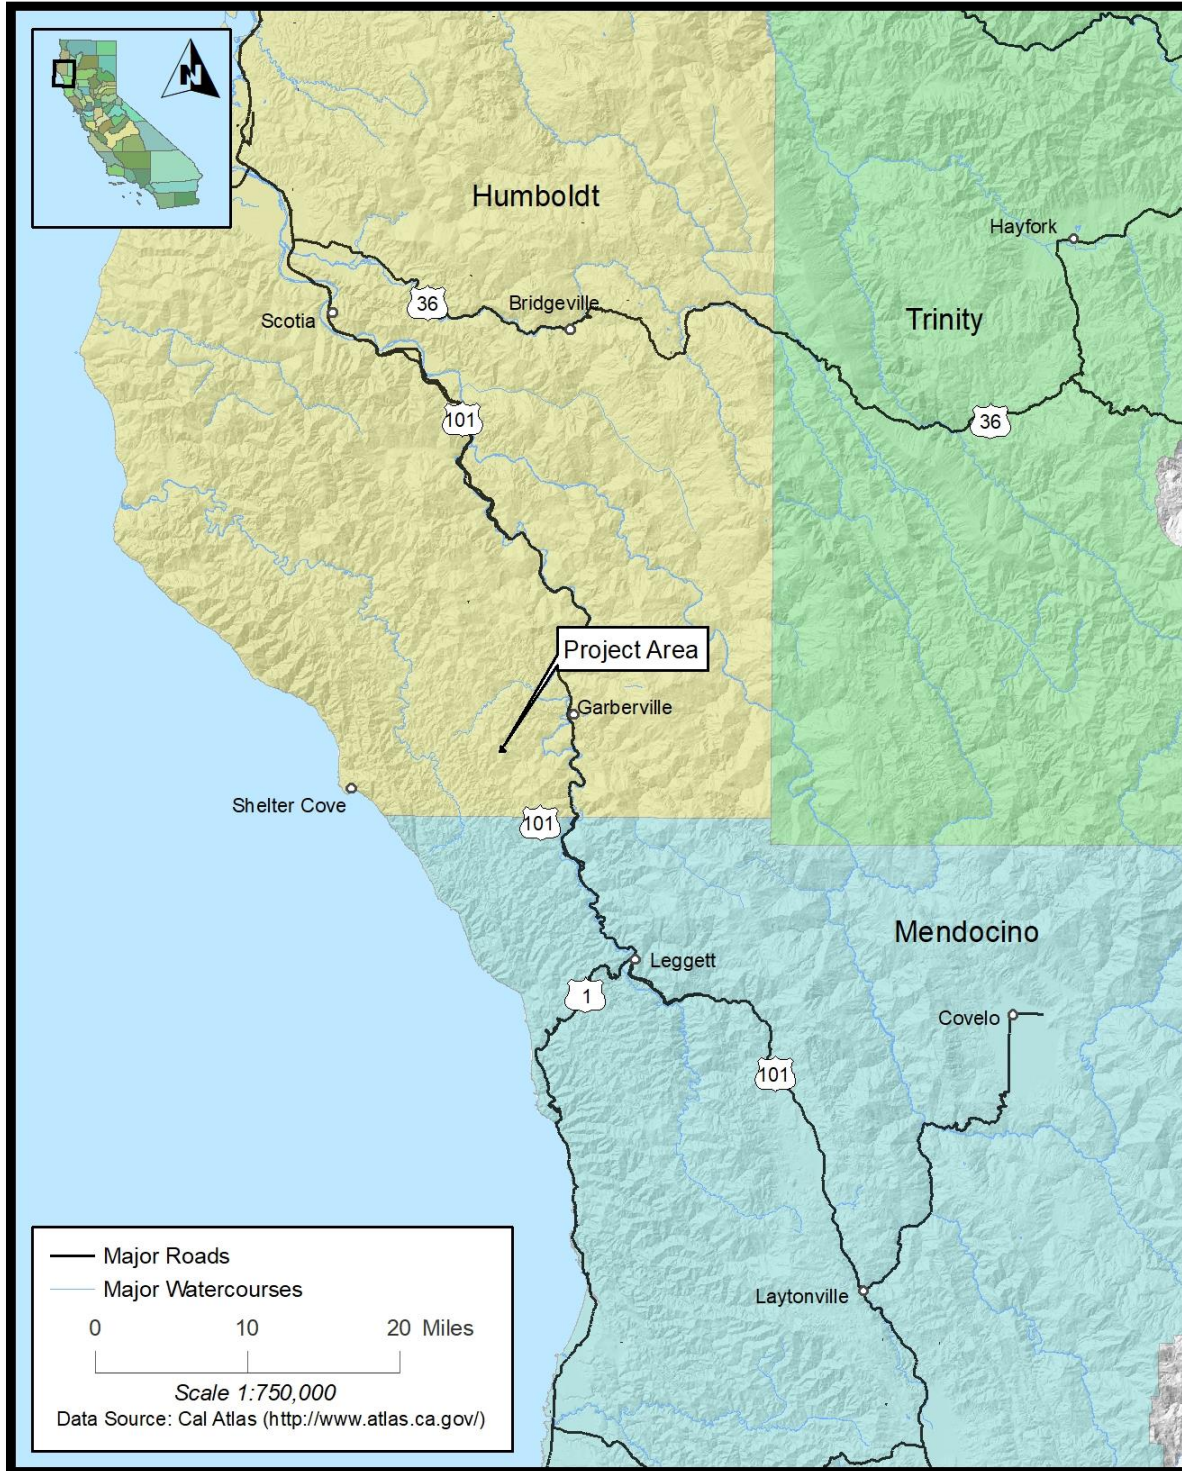 N
Humboldt
Hayfork
36
Bridgeville
Scotia
Trinity
101
36
Project Area
Garberville
Shelter Cove
101
Mendocino
Leggett
1
Covelo
101
Laytonville
Major Roads
Major Watercourses
0 10 20 Miles
Scale 1:750,000
Data Source: Cal Atlas (http://www.atlas.ca.gov/)